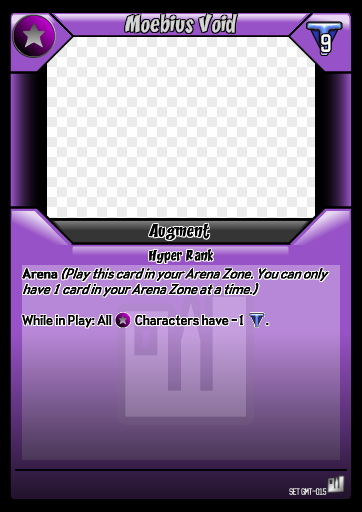 Moebius Void
9
Augment
Hyper Rank
Arena (Play this card in your Arena Zone. You can only
have 1 card in your Arena Zone at a time.)
While in Play: All Characters have -1 .
SET GMT-015